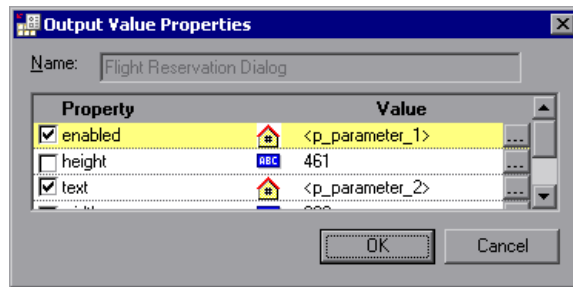 Output Value Properties
Name: Flight Reservation Dialog
Property Value
enabled # <p_parameter_1> ...
height ABC 461 ...
text # <p_parameter_2> ...
OK Cancel